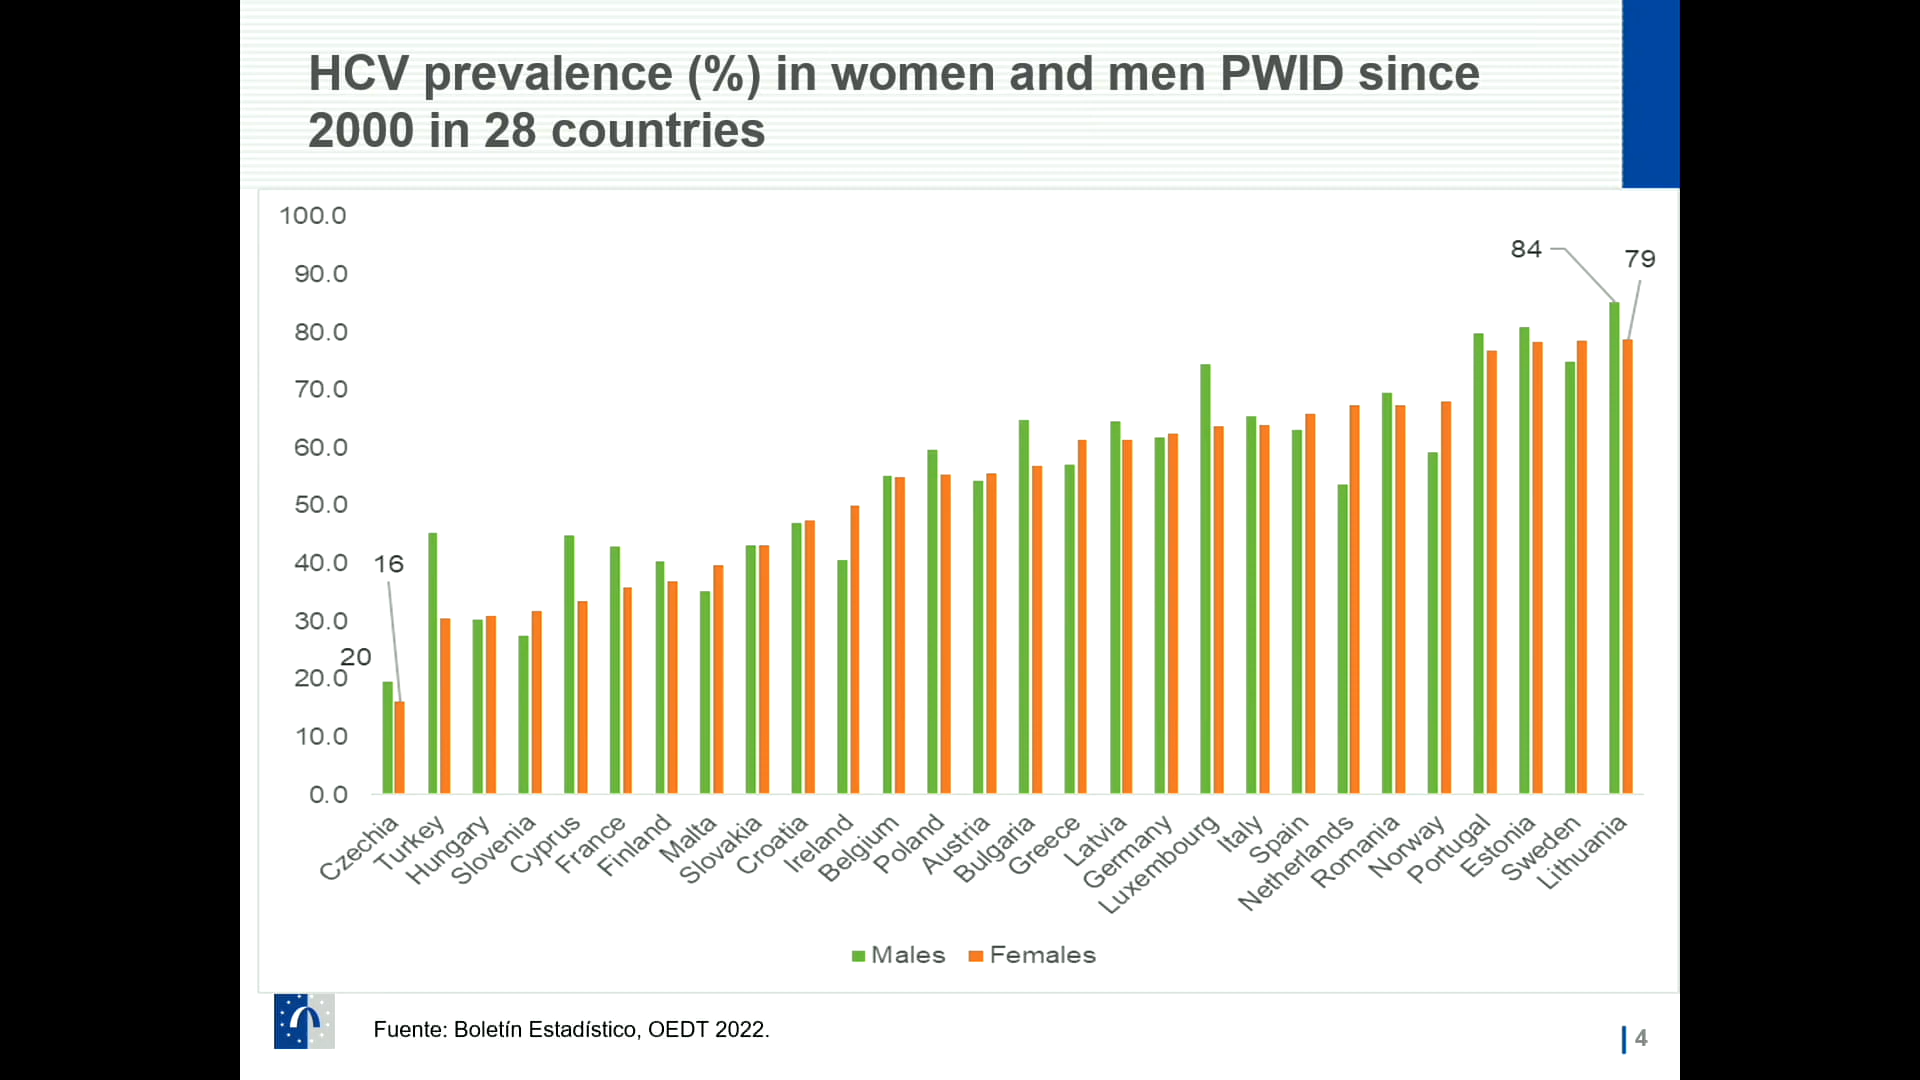 HCV prevalence (%) in women and men PWID since
2000 in 28 countries
100.0
90.0
80.0
70.0
60.0
50.0
40.0
30.0
20.0
10.0
0.0
16
20
84
79
Czechia
Turkey
Hungary
Slovenia
Cyprus
France
Finland
Malta
Slovakia
Croatia
Ireland
Belgium
Poland
Austria
Bulgaria
Greece
Latvia
Germany
Luxembourg
Italy
Spain
Netherlands
Romania
Norway
Portugal
Estonia
Sweden
Lithuania
Males Females
Fuente: Boletín Estadístico, OEDT 2022.
4